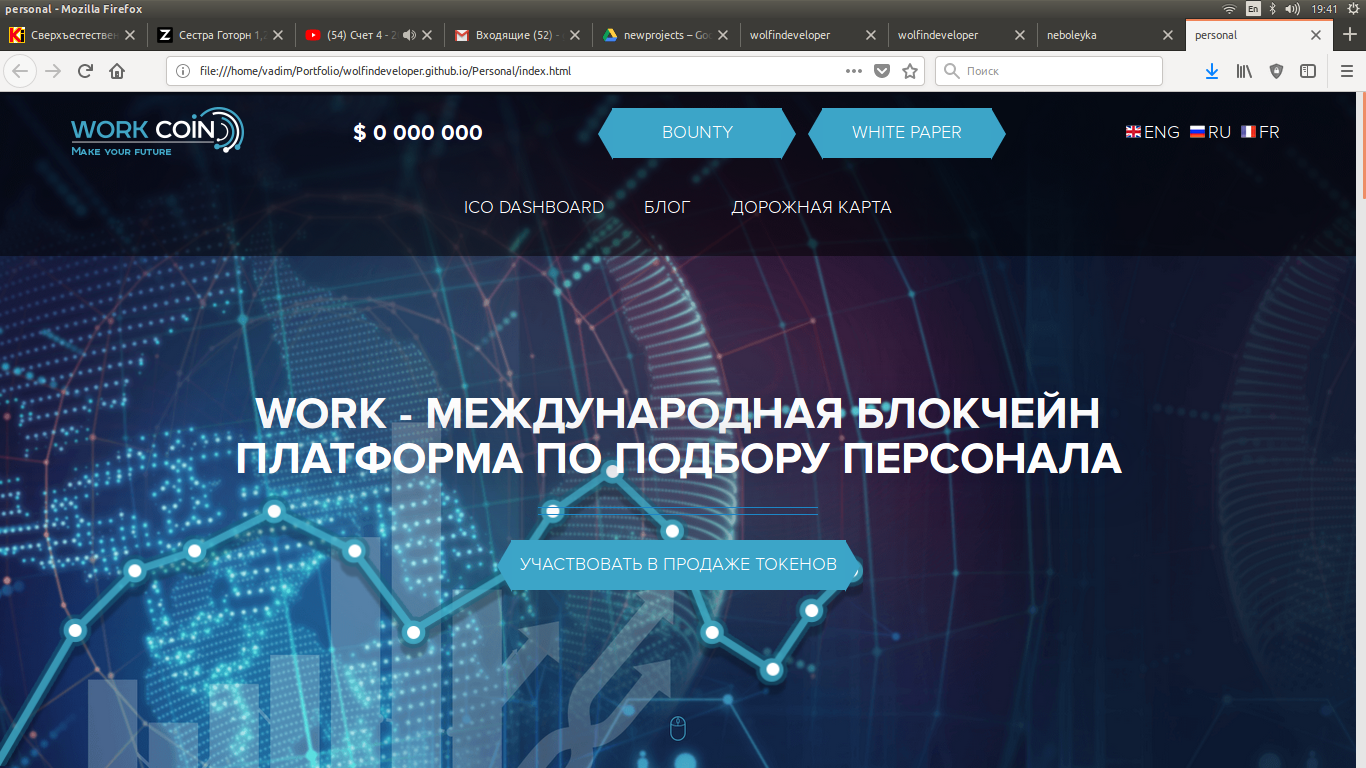 personal - Mozilla Firefox
En
19:41
Сверхъестествен
Сестра Готорн 1,
(54) Счет 4 - 2
Входящие (52) -
newprojects – Goo
wolfindeveloper
wolfindeveloper
neboleyka
personal
file:///home/vadim/Portfolio/wolfindeveloper.github.io/Personal/index.html
Поиск
WORK COIN
MAKE YOUR FUTURE
$ 0 000 000
BOUNTY
WHITE PAPER
ENG
RU
FR
ICO DASHBOARD
БЛОГ
ДОРОЖНАЯ КАРТА
WORK - МЕЖДУНАРОДНАЯ БЛОКЧЕЙН
ПЛАТФОРМА ПО ПОДБОРУ ПЕРСОНАЛА
УЧАСТВОВАТЬ В ПРОДАЖЕ ТОКЕНОВ